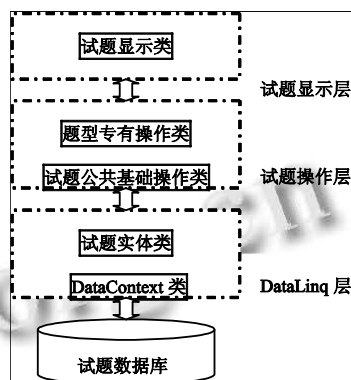 试题显示类
试题显示层
题型专有操作类
试题公共基础操作类
试题操作层
试题实体类
DataContext 类
DataLinq 层
试题数据库